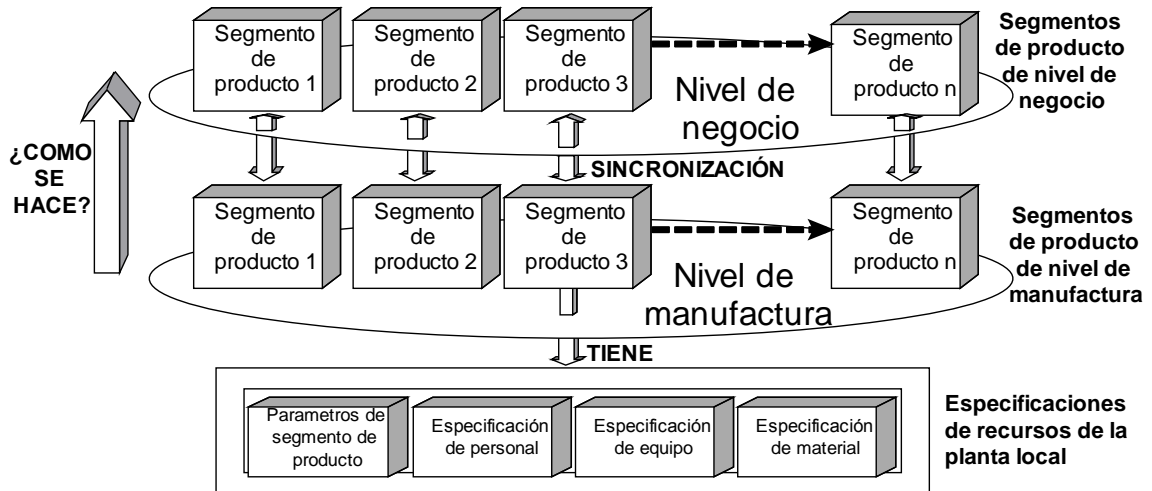 Segmento
de
producto 1
Segmento
de
producto 2
Segmento
de
producto 3
Segmento
de
producto n
Nivel de
negocio
Segmentos
de producto
de nivel de
negocio
¿COMO
SE
HACE?
SINCRONIZACIÓN
Segmento
de
producto 1
Segmento
de
producto 2
Segmento
de
producto 3
Segmento
de
producto n
Nivel de
manufactura
Segmentos
de producto
de nivel de
manufactura
TIENE
Parametros de
segmento de
producto
Especificación
de personal
Especificación
de equipo
Especificación
de material
Especificaciones
de recursos de la
planta local